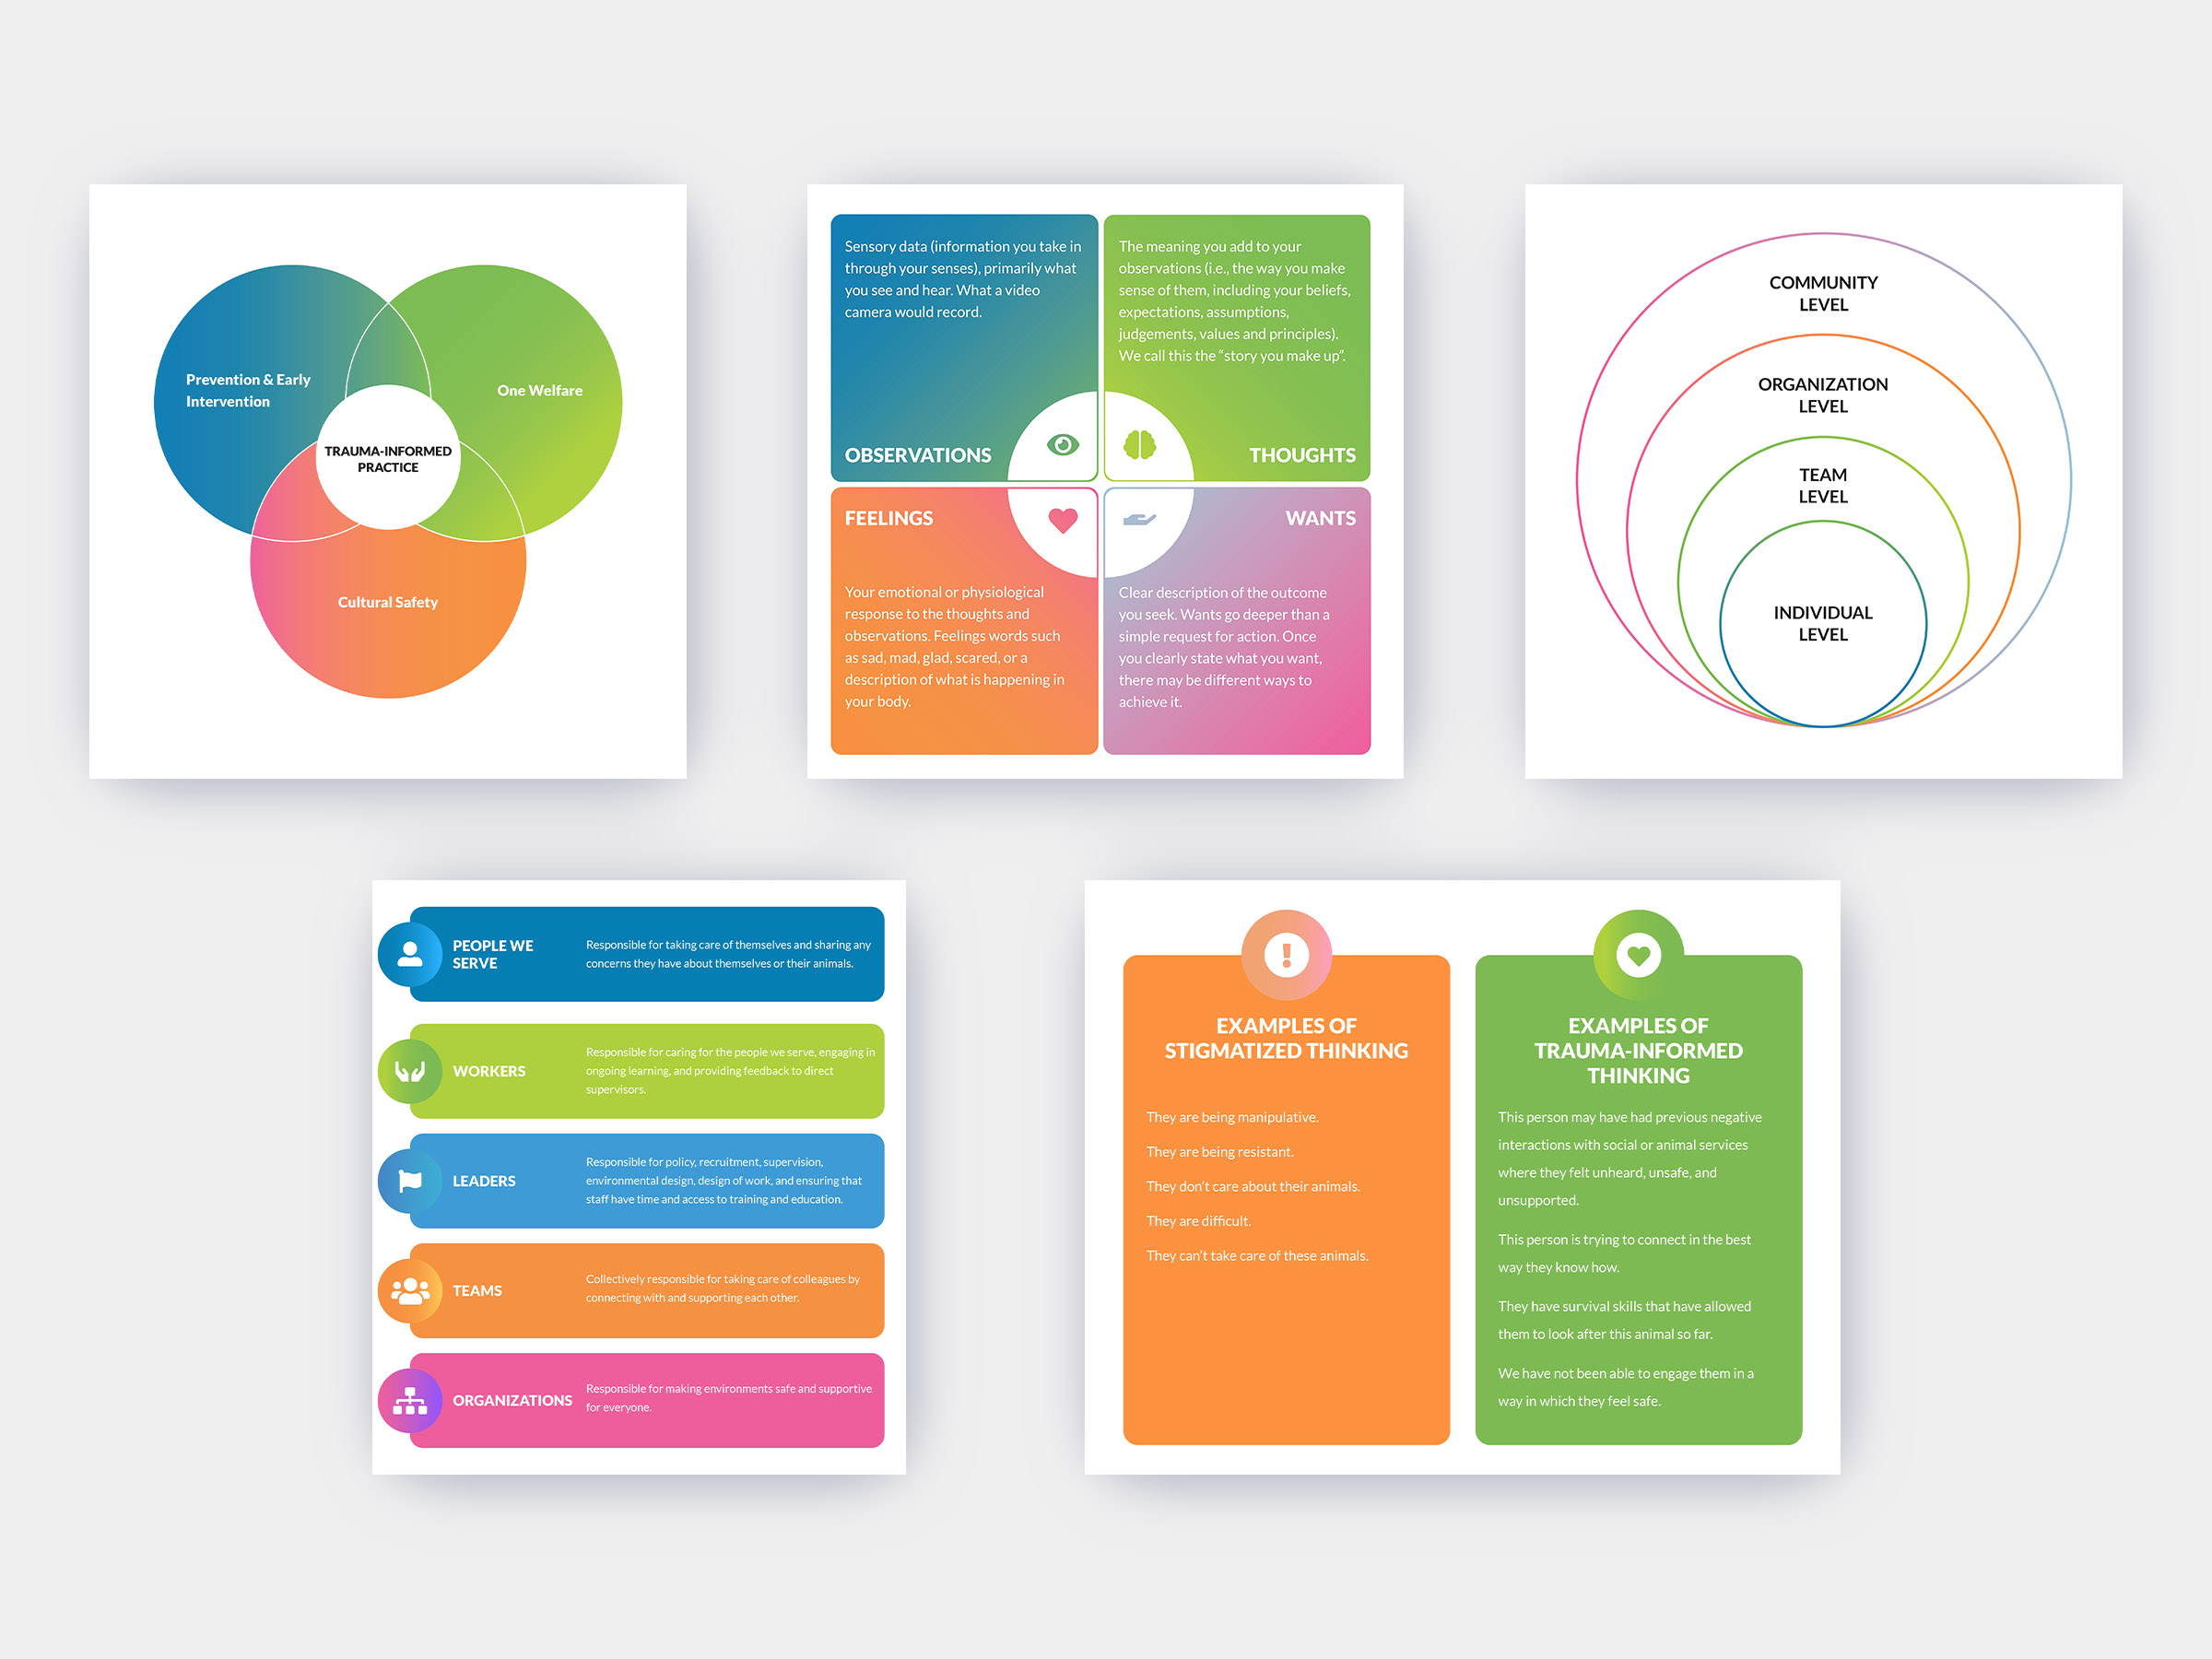 Prevention & Early
Intervention
One Welfare
TRAUMA-INFORMED
PRACTICE
Cultural Safety
Sensory data (information you take in
through your senses), primarily what
you see and hear. What a video
camera would record.
OBSERVATIONS
The meaning you add to your
observations (i.e., the way you make
sense of them, including your beliefs,
expectations, assumptions,
judgements, values and principles).
We call this the “story you make up”.
THOUGHTS
FEELINGS
Your emotional or physiological
response to the thoughts and
observations. Feelings words such
as sad, mad, glad, scared, or a
description of what is happening in
your body.
WANTS
Clear description of the outcome
you seek. Wants go deeper than a
simple request for action. Once
you clearly state what you want,
there may be different ways to
achieve it.
COMMUNITY
LEVEL
ORGANIZATION
LEVEL
TEAM
LEVEL
INDIVIDUAL
LEVEL
PEOPLE WE
SERVE
Responsible for taking care of themselves and sharing any
concerns they have about themselves or their animals.
WORKERS
Responsible for caring for the people we serve, engaging in
ongoing learning, and providing feedback to direct
supervisors.
LEADERS
Responsible for policy, recruitment, supervision,
environmental design, design of work, and ensuring that
staff have time and access to training and education.
TEAMS
Collectively responsible for taking care of colleagues by
connecting with and supporting each other.
ORGANIZATIONS
Responsible for making environments safe and supportive
for everyone.
EXAMPLES OF
STIGMATIZED THINKING
They are being manipulative.
They are being resistant.
They don’t care about their animals.
They are difficult.
They can’t take care of these animals.
EXAMPLES OF
TRAUMA-INFORMED
THINKING
This person may have had previous negative
interactions with social or animal services
where they felt unheard, unsafe, and
unsupported.
This person is trying to connect in the best
way they know how.
They have survival skills that have allowed
them to look after this animal so far.
We have not been able to engage them in a
way in which they feel safe.